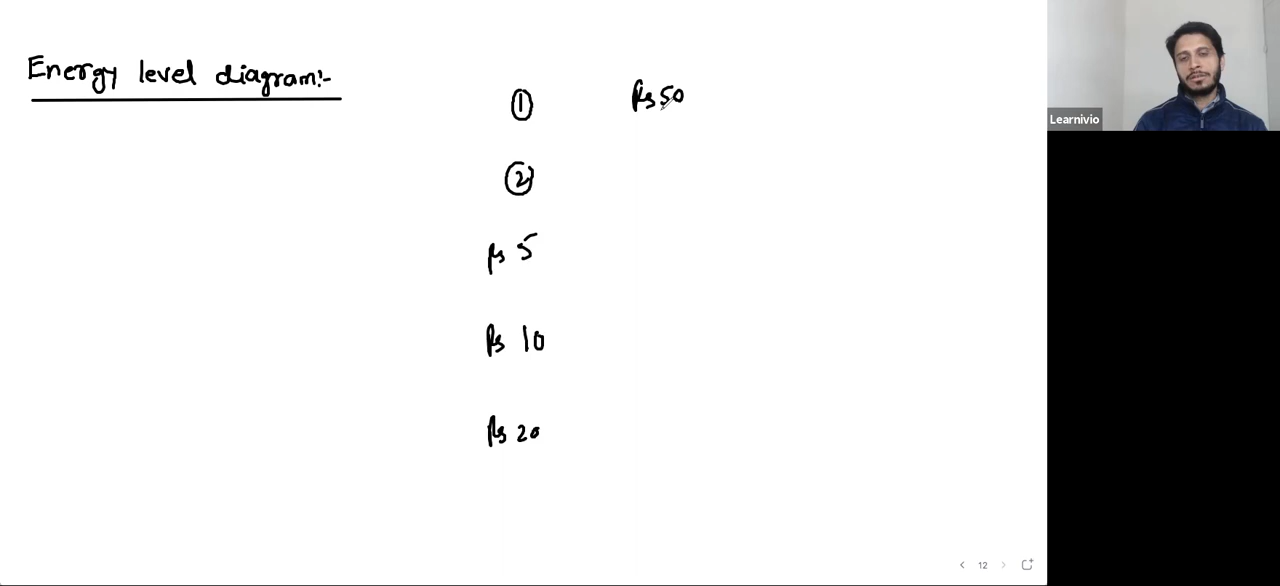 Energy level diagram:-
①
②
Rs 5
Rs 10
Rs 20
Rs 50
Learnivio
12